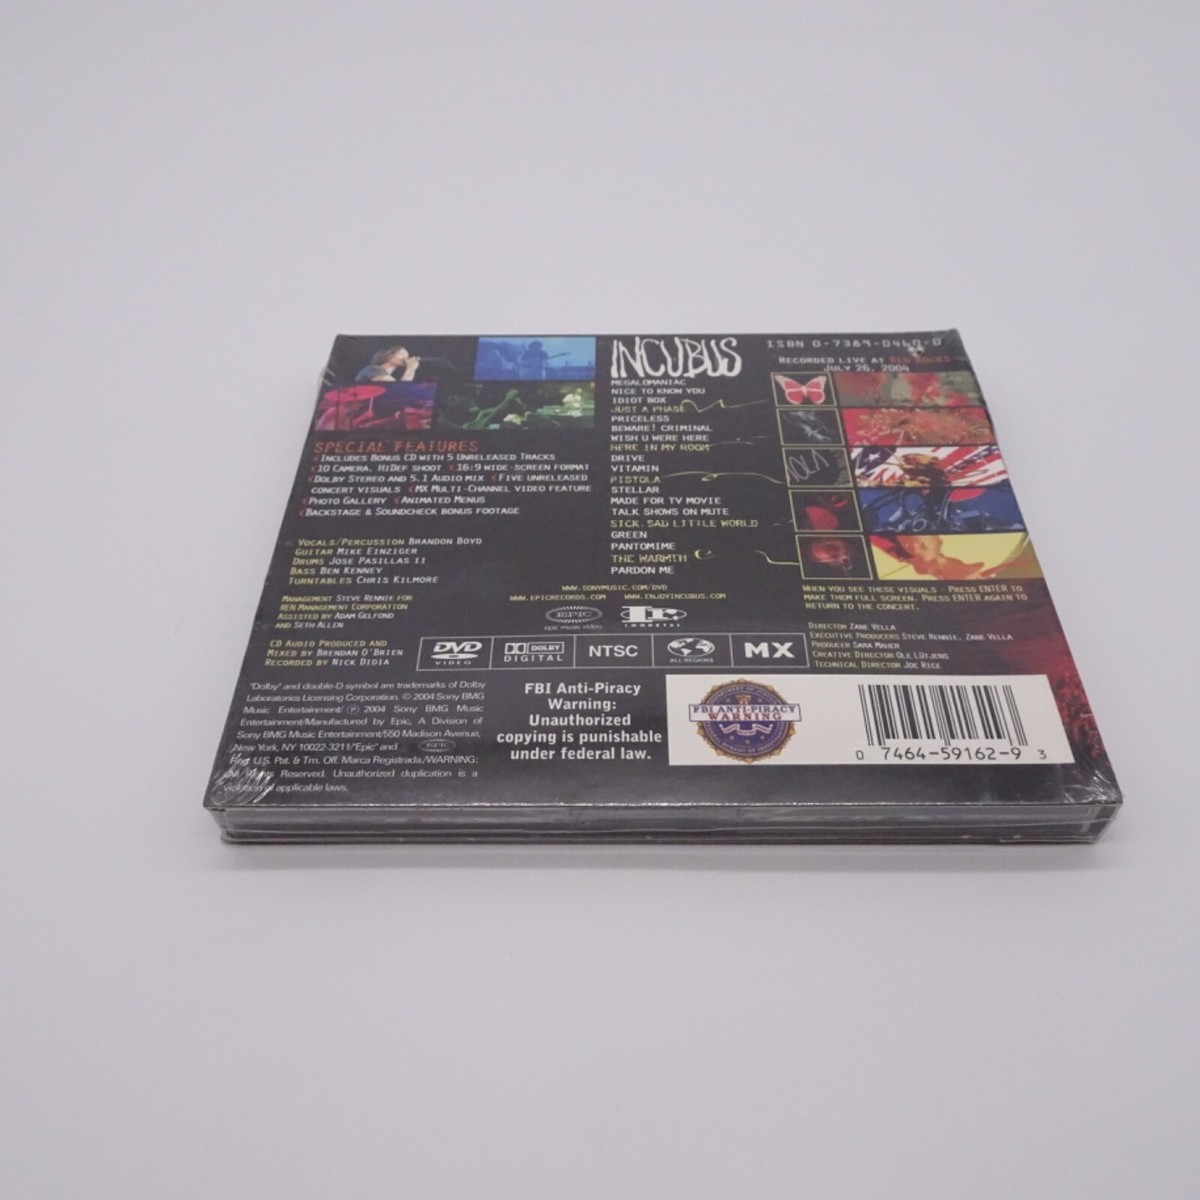 INCUBUS
ISBN 0-7389-0460-0
RECORDED LIVE AT RED ROCKS
JULY 26, 2004
MEGALOMANIAC
NICE TO KNOW YOU
IDIOT BOX
JUST A PHASE
PRICELESS
BEWARE! CRIMINAL
WISH U WERE HERE
HERE IN MY ROOM
DRIVE
VITAMIN
PISTOLA
STELLAR
MADE FOR TV MOVIE
TALK SHOWS ON MUTE
SICK, SAD LITTLE WORLD
GREEN
PANTOMIME
THE WARMTH
PARDON ME
SPECIAL FEATURES
INCLUDES BONUS CD WITH 5 UNRELEASED TRACKS
10 CAMERA, HIDEF SHOOT 16:9 WIDE-SCREEN FORMAT
DOLBY STEREO AND 5.1 AUDIO MIX FIVE UNRELEASED
CONCERT VISUALS MX MULTI-CHANNEL VIDEO FEATURE
PHOTO GALLERY ANIMATED MENUS
BACKSTAGE & SOUNDCHECK BONUS FOOTAGE
VOCALS/PERCUSSION BRANDON BOYD
GUITAR MIKE EINZIGER
DRUMS JOSE PASILLAS II
BASS BEN KENNEY
TURNTABLES CHRIS KILMORE
MANAGEMENT STEVE RENNIE FOR
REN MANAGEMENT CORPORATION
ASSISTED BY ADAM GELFOND
AND SETH ALLEN
CD AUDIO PRODUCED AND
MIXED BY BRENDAN O'BRIEN
RECORDED BY NICK DIDIA
WWW.SONYMUSIC.COM/DVD
WWW.EPICRECORDS.COM WWW.ENJOYINCUBUS.COM
EPIC
epic music video
IMMORTAL
WHEN YOU SEE THESE VISUALS - PRESS ENTER TO
MAKE THEM FULL SCREEN. PRESS ENTER AGAIN TO
RETURN TO THE CONCERT.
DIRECTOR ZANE VELLA
EXECUTIVE PRODUCERS STEVE RENNIE, ZANE VELLA
PRODUCER SARA MAHER
CREATIVE DIRECTOR OLE LÜTJENS
TECHNICAL DIRECTOR JOE RICE
DVD
VIDEO
DOLBY
DIGITAL
NTSC
ALL REGIONS
MX
"Dolby" and double-D symbol are trademarks of Dolby
Laboratories Licensing Corporation. © 2004 Sony BMG
Music Entertainment/ ℗ 2004 Sony BMG Music
Entertainment/Manufactured by Epic, A Division of
Sony BMG Music Entertainment/550 Madison Avenue,
New York, NY 10022-3211/"Epic" and EPIC
Reg. U.S. Pat. & Tm. Off. Marca Registrada./WARNING:
All Rights Reserved. Unauthorized duplication is a
violation of applicable laws.
FBI Anti-Piracy
Warning:
Unauthorized
copying is punishable
under federal law.
FBI ANTI-PIRACY
WARNING
0 7464-59162-9 3